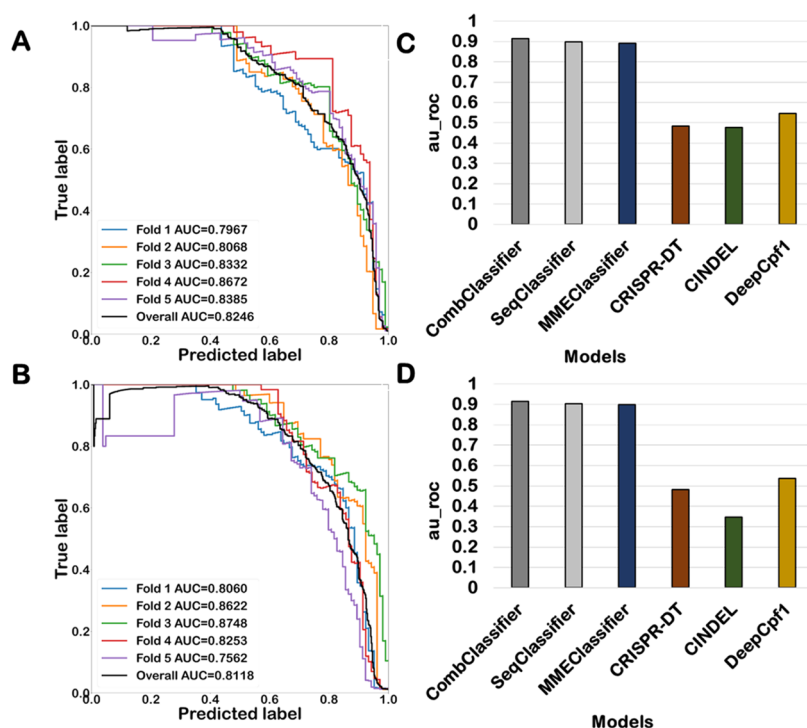 A
True label
1.0
0.8
0.6
0.4
0.2
0.0
Fold 1 AUC=0.7967
Fold 2 AUC=0.8068
Fold 3 AUC=0.8332
Fold 4 AUC=0.8672
Fold 5 AUC=0.8385
Overall AUC=0.8246
0.0 0.2 0.4 0.6 0.8 1.0
Predicted label
B
True label
1.0
0.8
0.6
0.4
0.2
0.0
Fold 1 AUC=0.8060
Fold 2 AUC=0.8622
Fold 3 AUC=0.8748
Fold 4 AUC=0.8253
Fold 5 AUC=0.7562
Overall AUC=0.8118
0.0 0.2 0.4 0.6 0.8 1.0
Predicted label
C
au_roc
1
0.9
0.8
0.7
0.6
0.5
0.4
0.3
0.2
0.1
0
CombClassifier
SeqClassifier
MMEClassifier
CRISPR-DT
CINDEL
DeepCpf1
Models
D
au_roc
1
0.9
0.8
0.7
0.6
0.5
0.4
0.3
0.2
0.1
0
CombClassifier
SeqClassifier
MMEClassifier
CRISPR-DT
CINDEL
DeepCpf1
Models